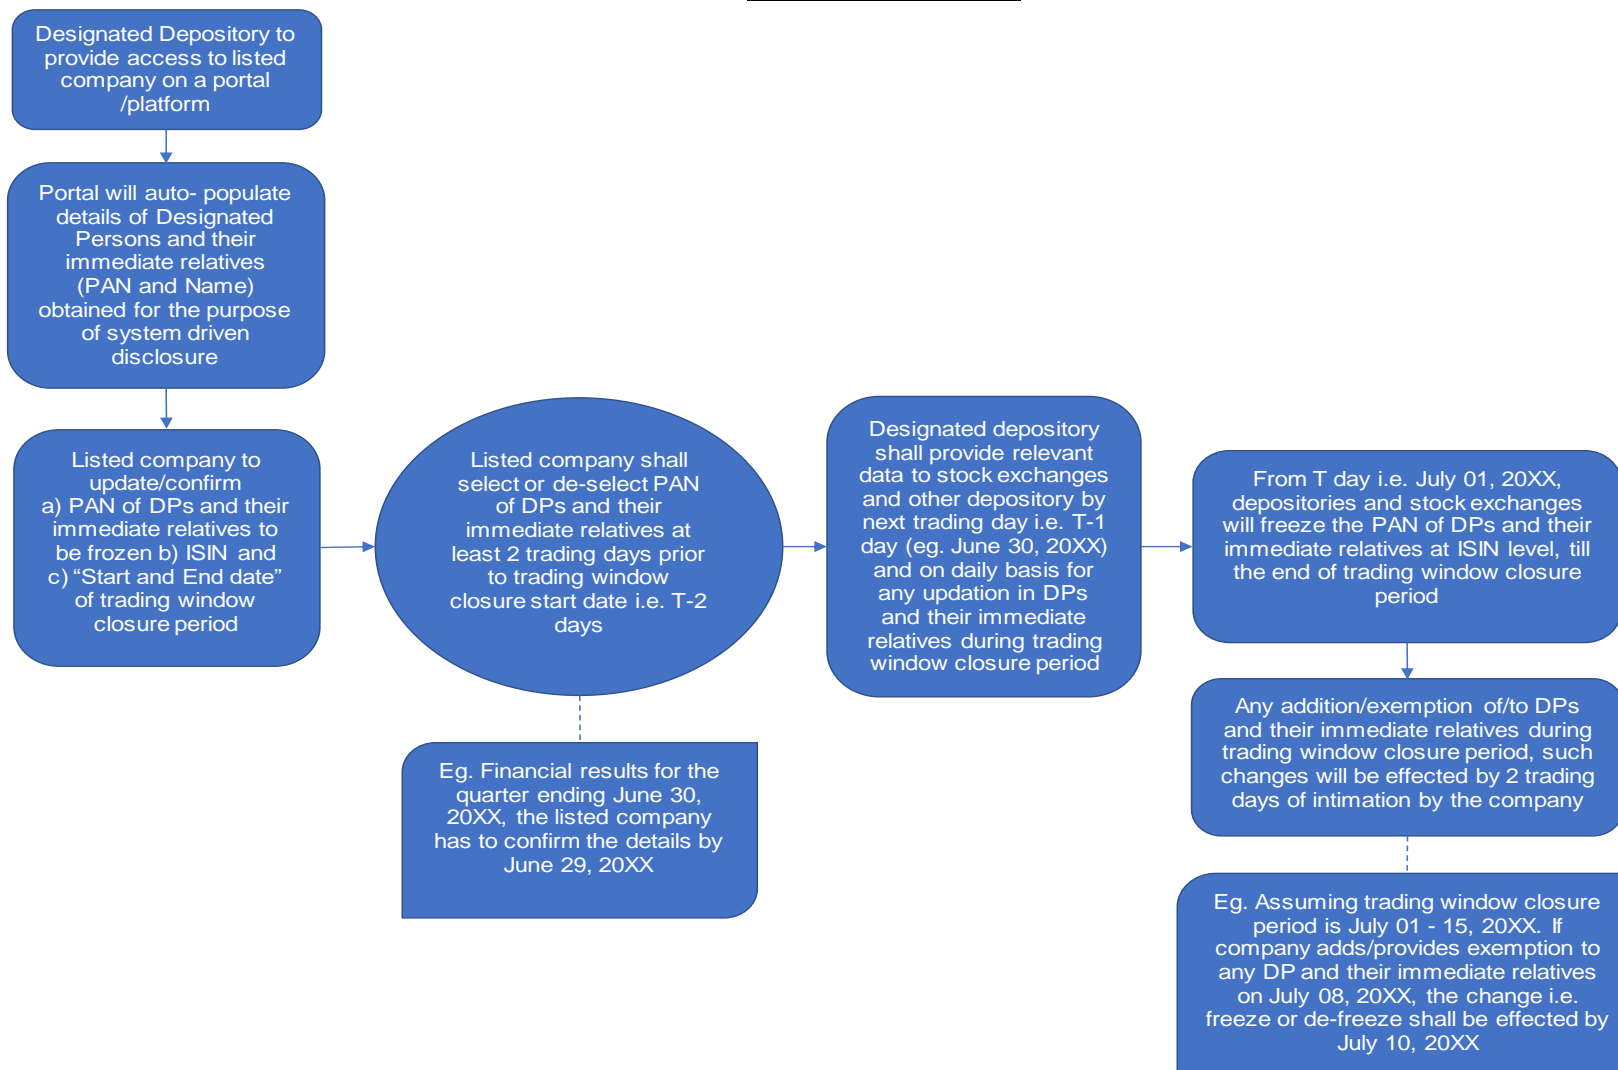 Designated Depository to
provide access to listed
company on a portal
/platform
Portal will auto- populate
details of Designated
Persons and their
immediate relatives
(PAN and Name)
obtained for the purpose
of system driven
disclosure
Listed company to
update/confirm
a) PAN of DPs and their
immediate relatives to
be frozen b) ISIN and
c) “Start and End date”
of trading window
closure period
Listed company shall
select or de-select PAN
of DPs and their
immediate relatives at
least 2 trading days prior
to trading window
closure start date i.e. T-2
days
Eg. Financial results for the
quarter ending June 30,
20XX, the listed company
has to confirm the details by
June 29, 20XX
Designated depository
shall provide relevant
data to stock exchanges
and other depository by
next trading day i.e. T-1
day (eg. June 30, 20XX)
and on daily basis for
any updation in DPs
and their immediate
relatives during trading
window closure period
From T day i.e. July 01, 20XX,
depositories and stock exchanges
will freeze the PAN of DPs and their
immediate relatives at ISIN level, till
the end of trading window closure
period
Any addition/exemption of/to DPs
and their immediate relatives during
trading window closure period, such
changes will be effected by 2 trading
days of intimation by the company
Eg. Assuming trading window closure
period is July 01 - 15, 20XX. If
company adds/provides exemption to
any DP and their immediate relatives
on July 08, 20XX, the change i.e.
freeze or de-freeze shall be effected by
July 10, 20XX